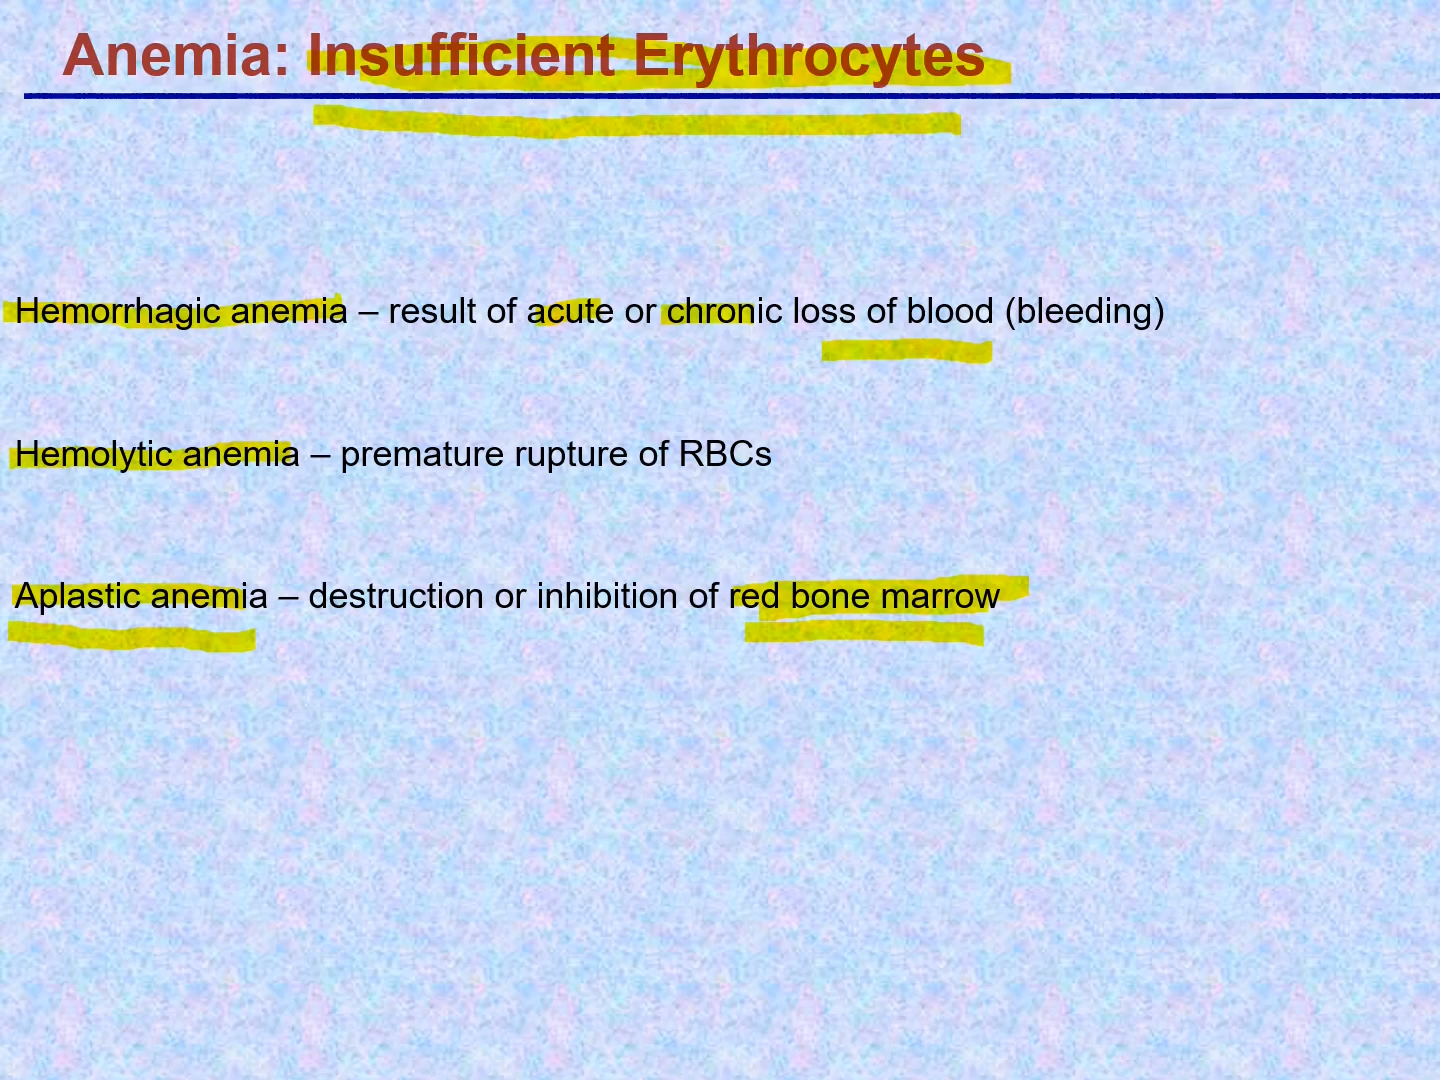 Anemia: Insufficient Erythrocytes
Hemorrhagic anemia – result of acute or chronic loss of blood (bleeding)
Hemolytic anemia – premature rupture of RBCs
Aplastic anemia – destruction or inhibition of red bone marrow